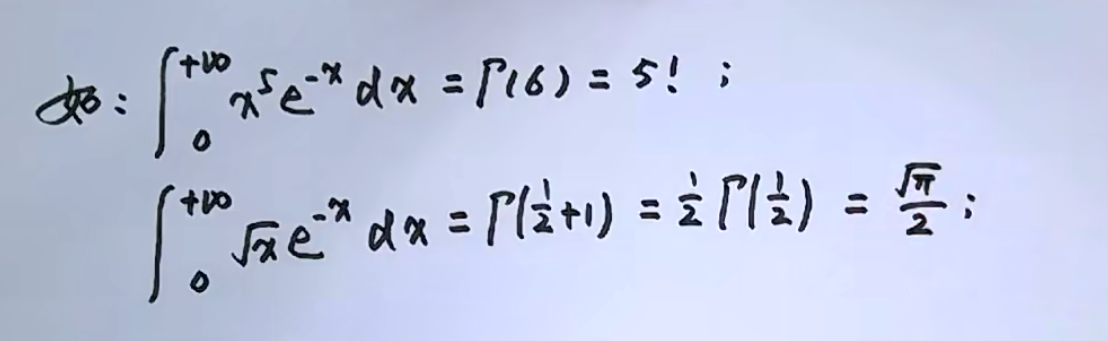 如：∫₀^{+∞} x⁵e^{-x} dx = Γ(6) = 5! ；
∫₀^{+∞} √x e^{-x} dx = Γ(1/2+1) = 1/2 Γ(1/2) = √π/2 ；